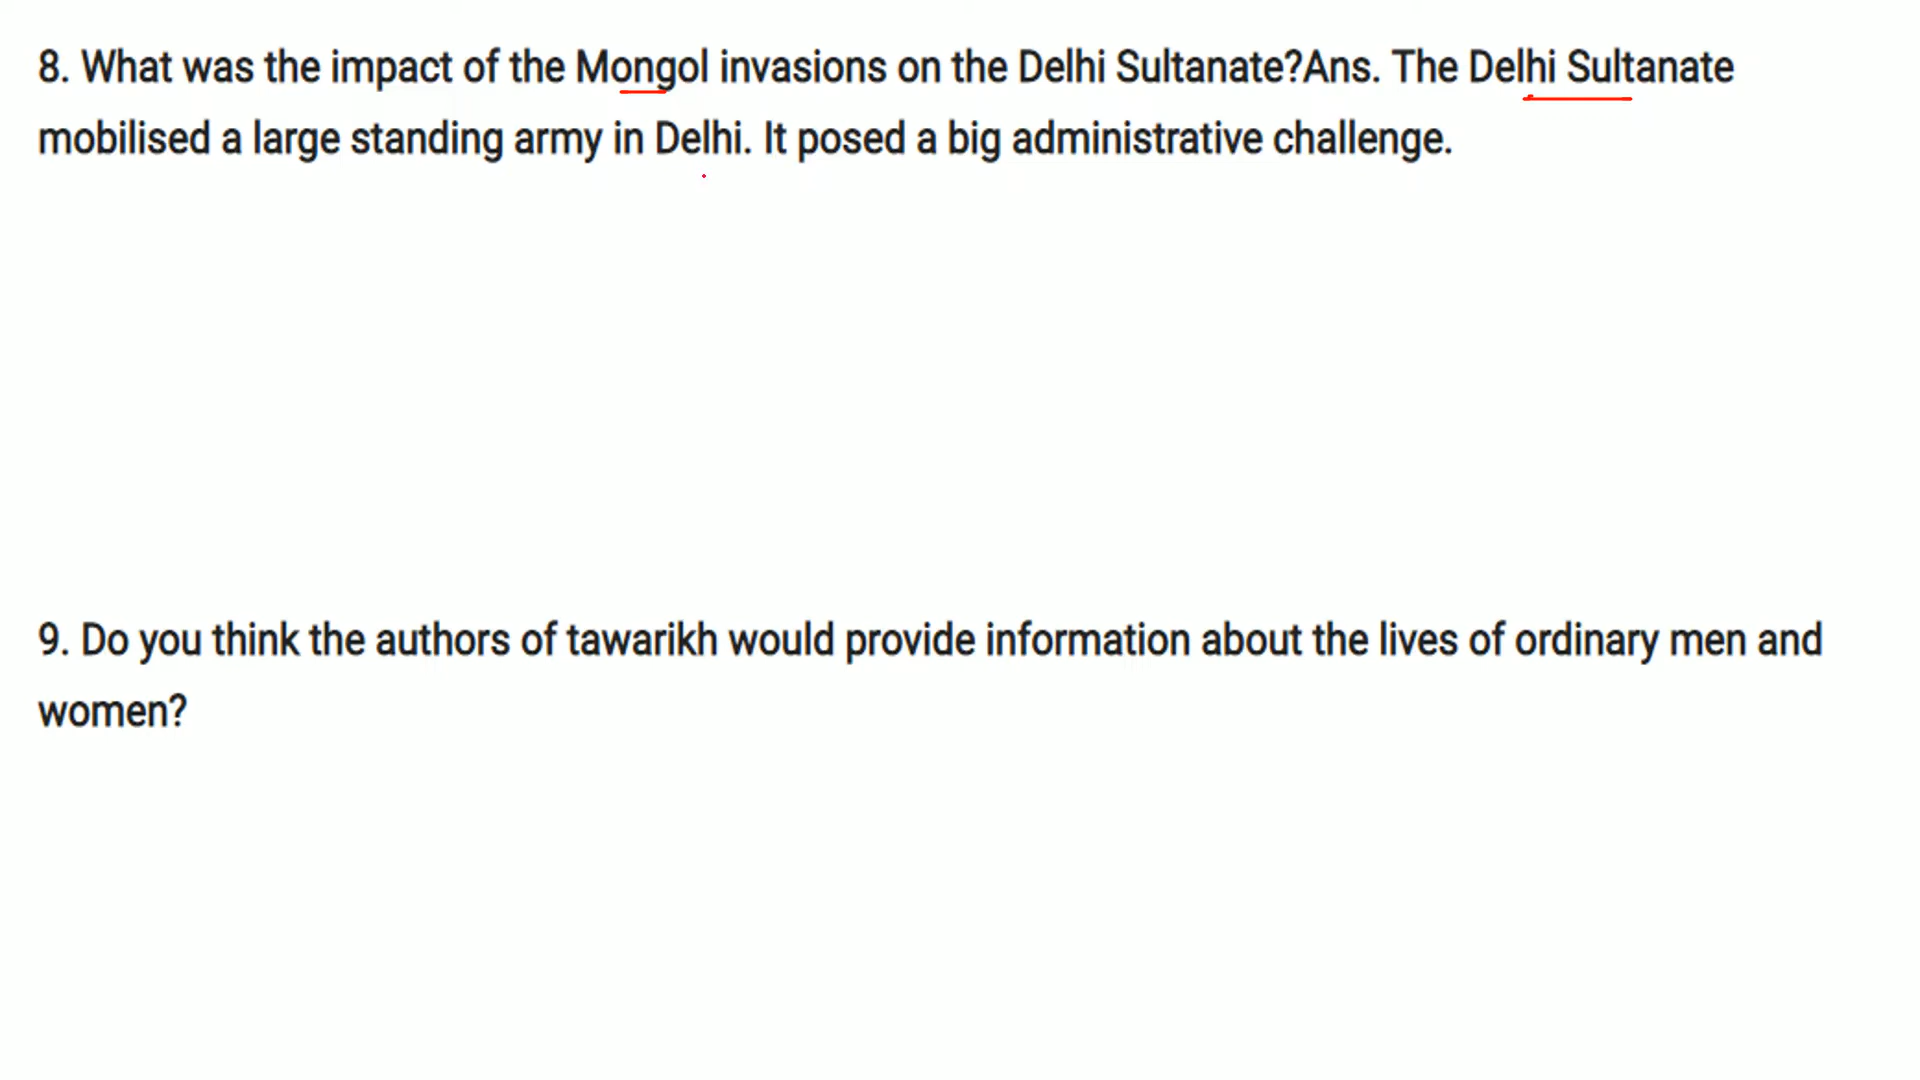 8. What was the impact of the Mongol invasions on the Delhi Sultanate?Ans. The Delhi Sultanate
mobilised a large standing army in Delhi. It posed a big administrative challenge.
9. Do you think the authors of tawarikh would provide information about the lives of ordinary men and
women?